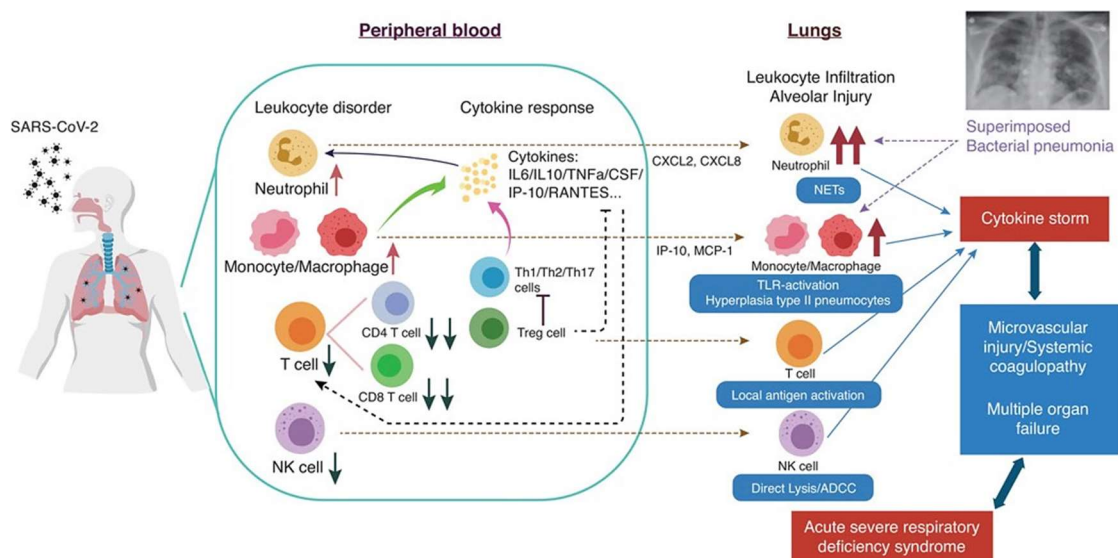 Peripheral blood
Lungs
SARS-CoV-2
Leukocyte disorder
Cytokine response
Neutrophil
Cytokines:
IL6/IL10/TNFa/CSF/
IP-10/RANTES...
Monocyte/Macrophage
Th1/Th2/Th17
cells
Treg cell
T cell
CD4 T cell
CD8 T cell
NK cell
CXCL2, CXCL8
IP-10, MCP-1
Leukocyte Infiltration
Alveolar Injury
Neutrophil
NETs
Monocyte/Macrophage
TLR-activation
Hyperplasia type II pneumocytes
T cell
Local antigen activation
NK cell
Direct Lysis/ADCC
Superimposed
Bacterial pneumonia
Cytokine storm
Microvascular
injury/Systemic
coagulopathy
Multiple organ
failure
Acute severe respiratory
deficiency syndrome